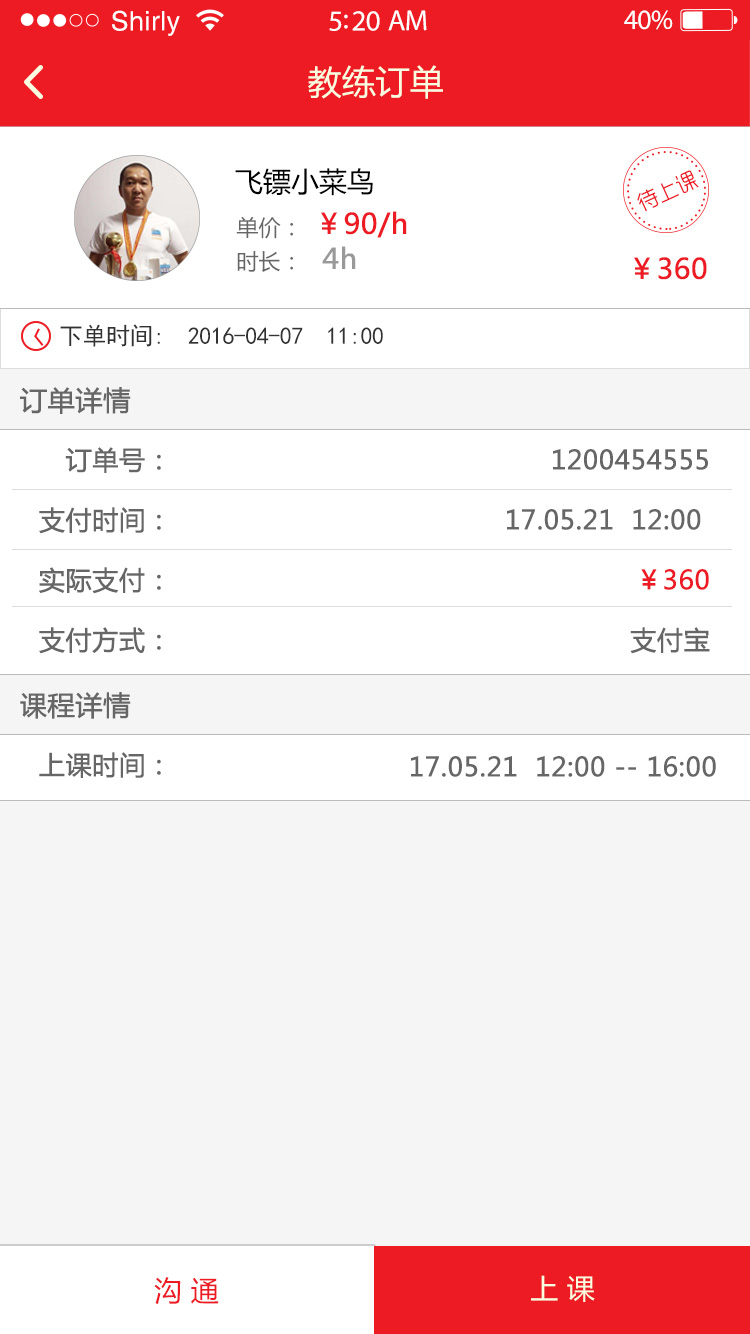 Shirly 5:20 AM 40%
教练订单
飞镖小菜鸟
单价： ¥90/h
时长： 4h
待上课
¥360
下单时间: 2016-04-07 11:00
订单详情
订单号： 1200454555
支付时间： 17.05.21 12:00
实际支付： ¥360
支付方式： 支付宝
课程详情
上课时间： 17.05.21 12:00 -- 16:00
沟通 上课